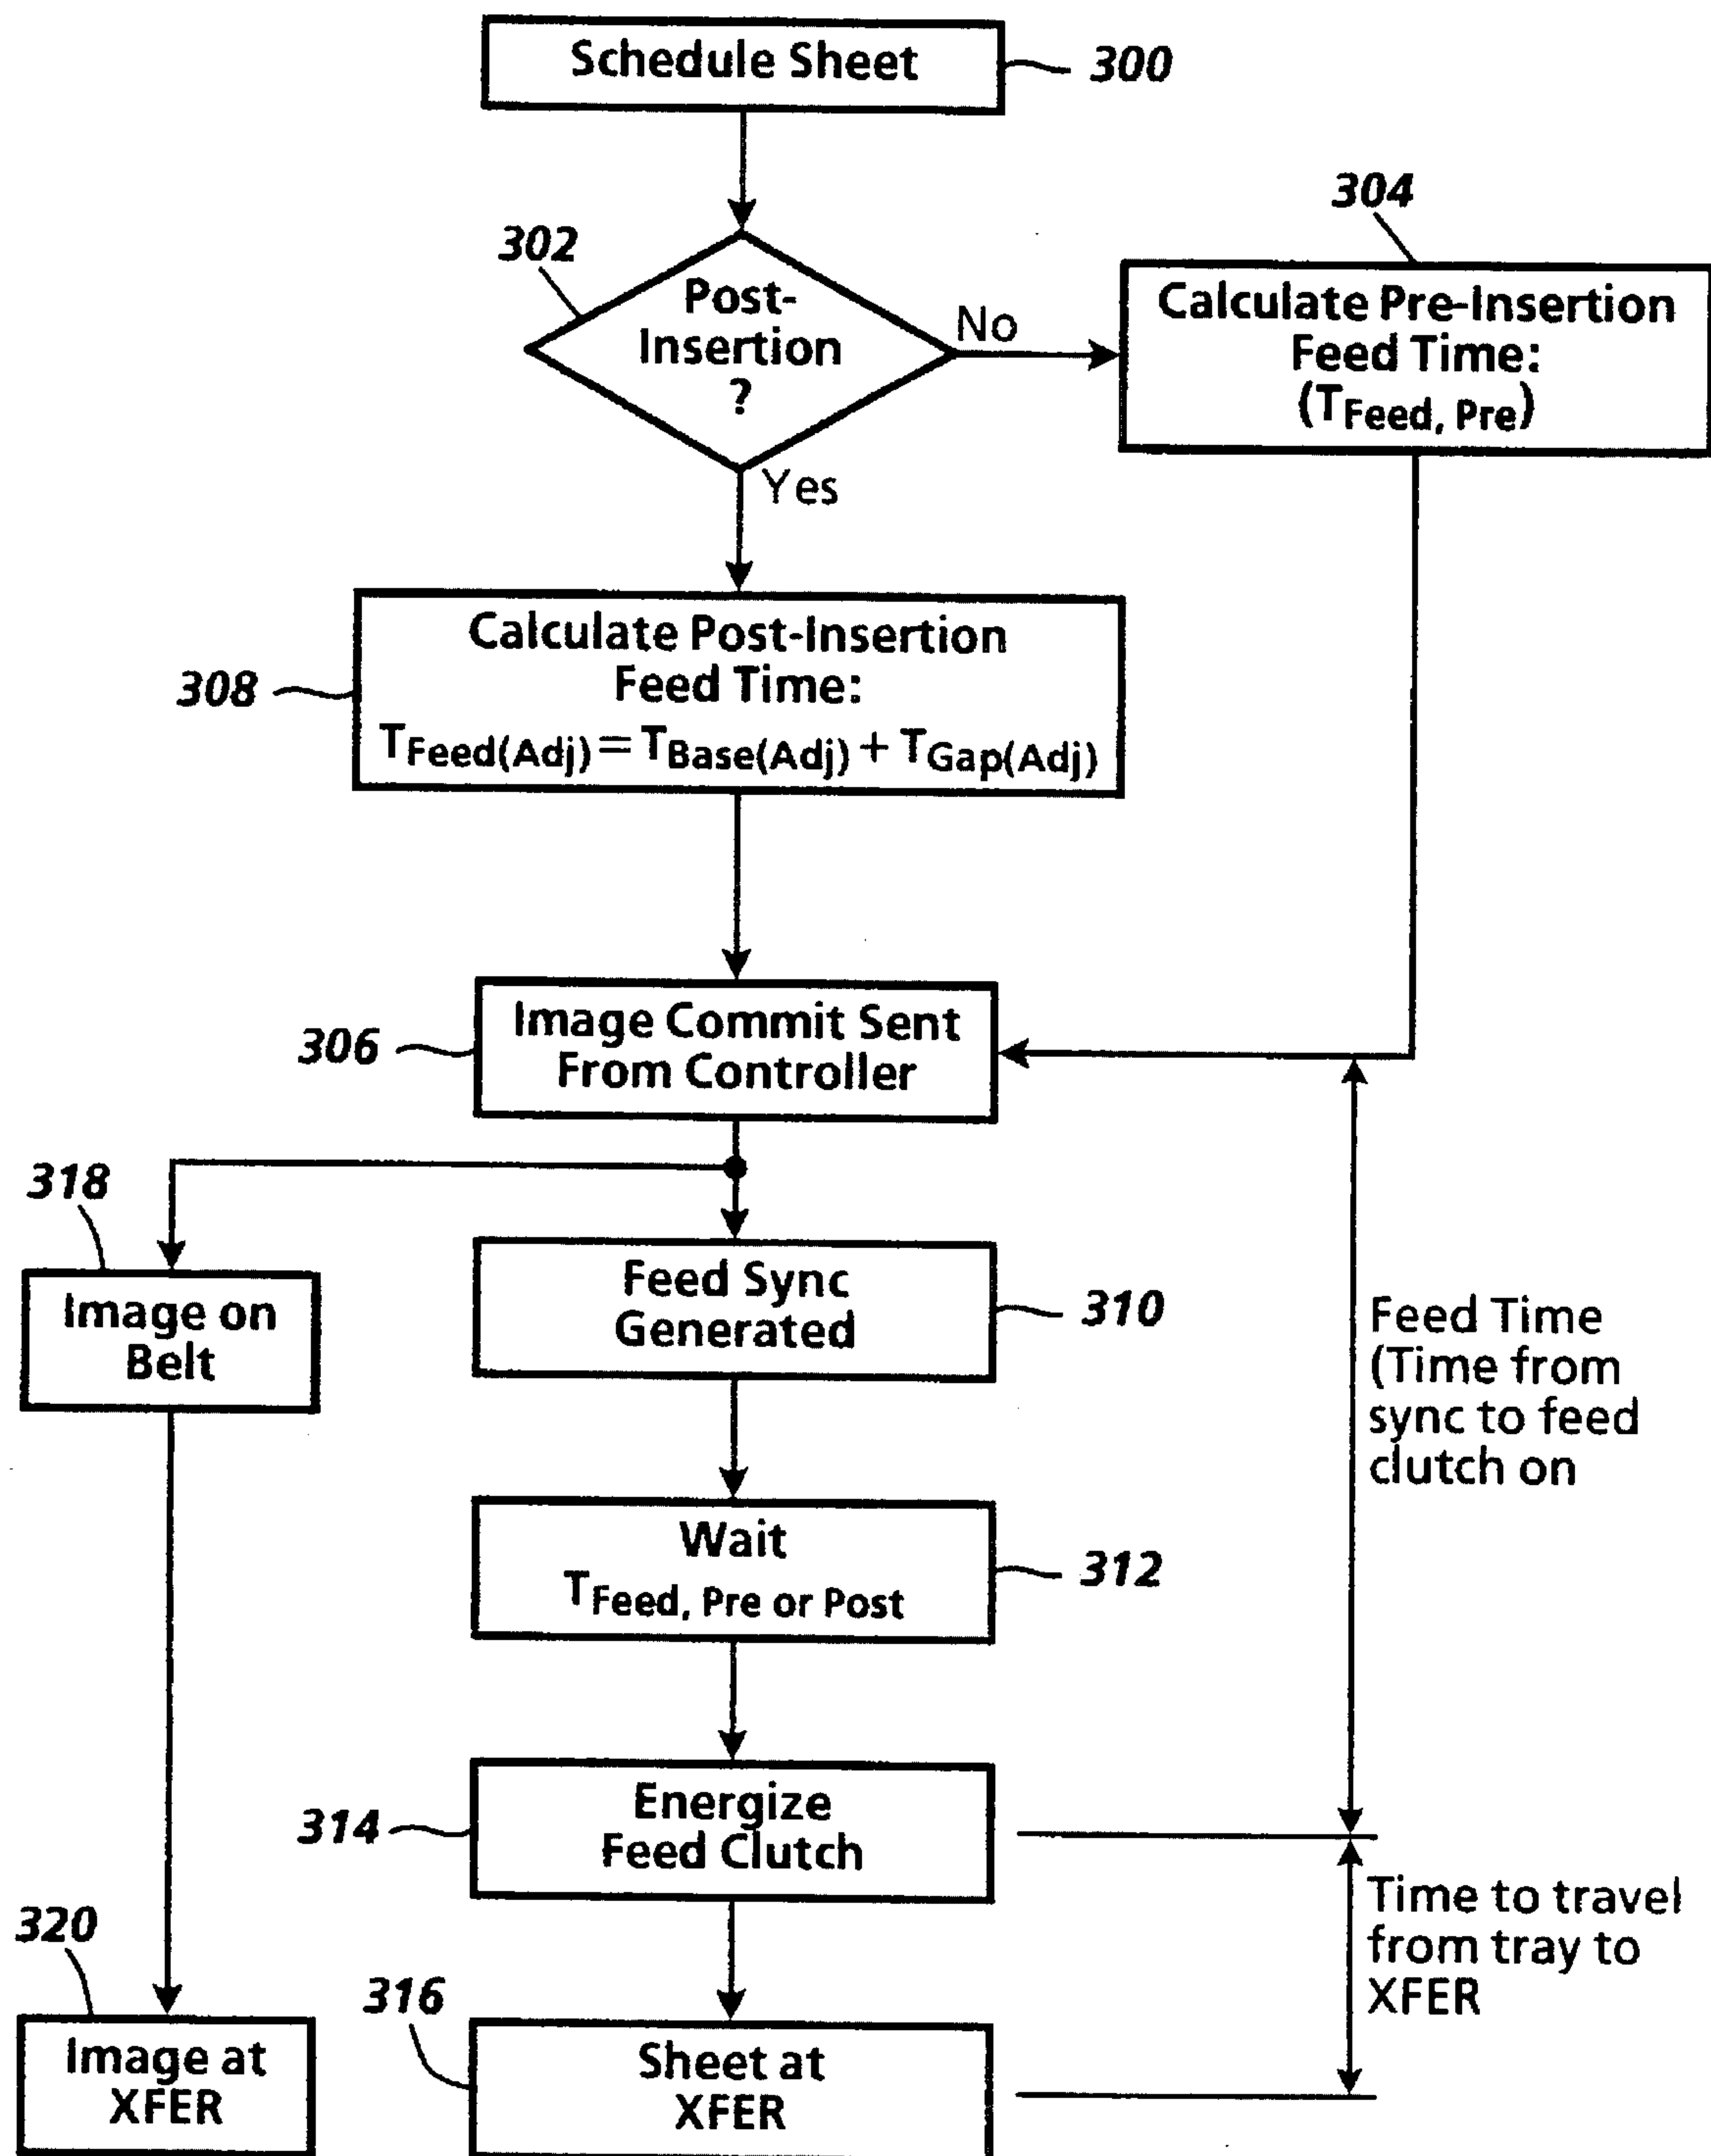 Schedule Sheet
300
304
302
Post-
Insertion
?
No
Calculate Pre-Insertion
Feed Time:
(TFeed, Pre)
Yes
Calculate Post-Insertion
Feed Time:
TFeed(Adj) = TBase(Adj) + TGap(Adj)
308
Image Commit Sent
From Controller
306
318
Image on
Belt
Feed Sync
Generated
310
Feed Time
(Time from
sync to feed
clutch on
Wait
TFeed, Pre or Post
312
Energize
Feed Clutch
314
Time to travel
from tray to
XFER
320
Image at
XFER
316
Sheet at
XFER